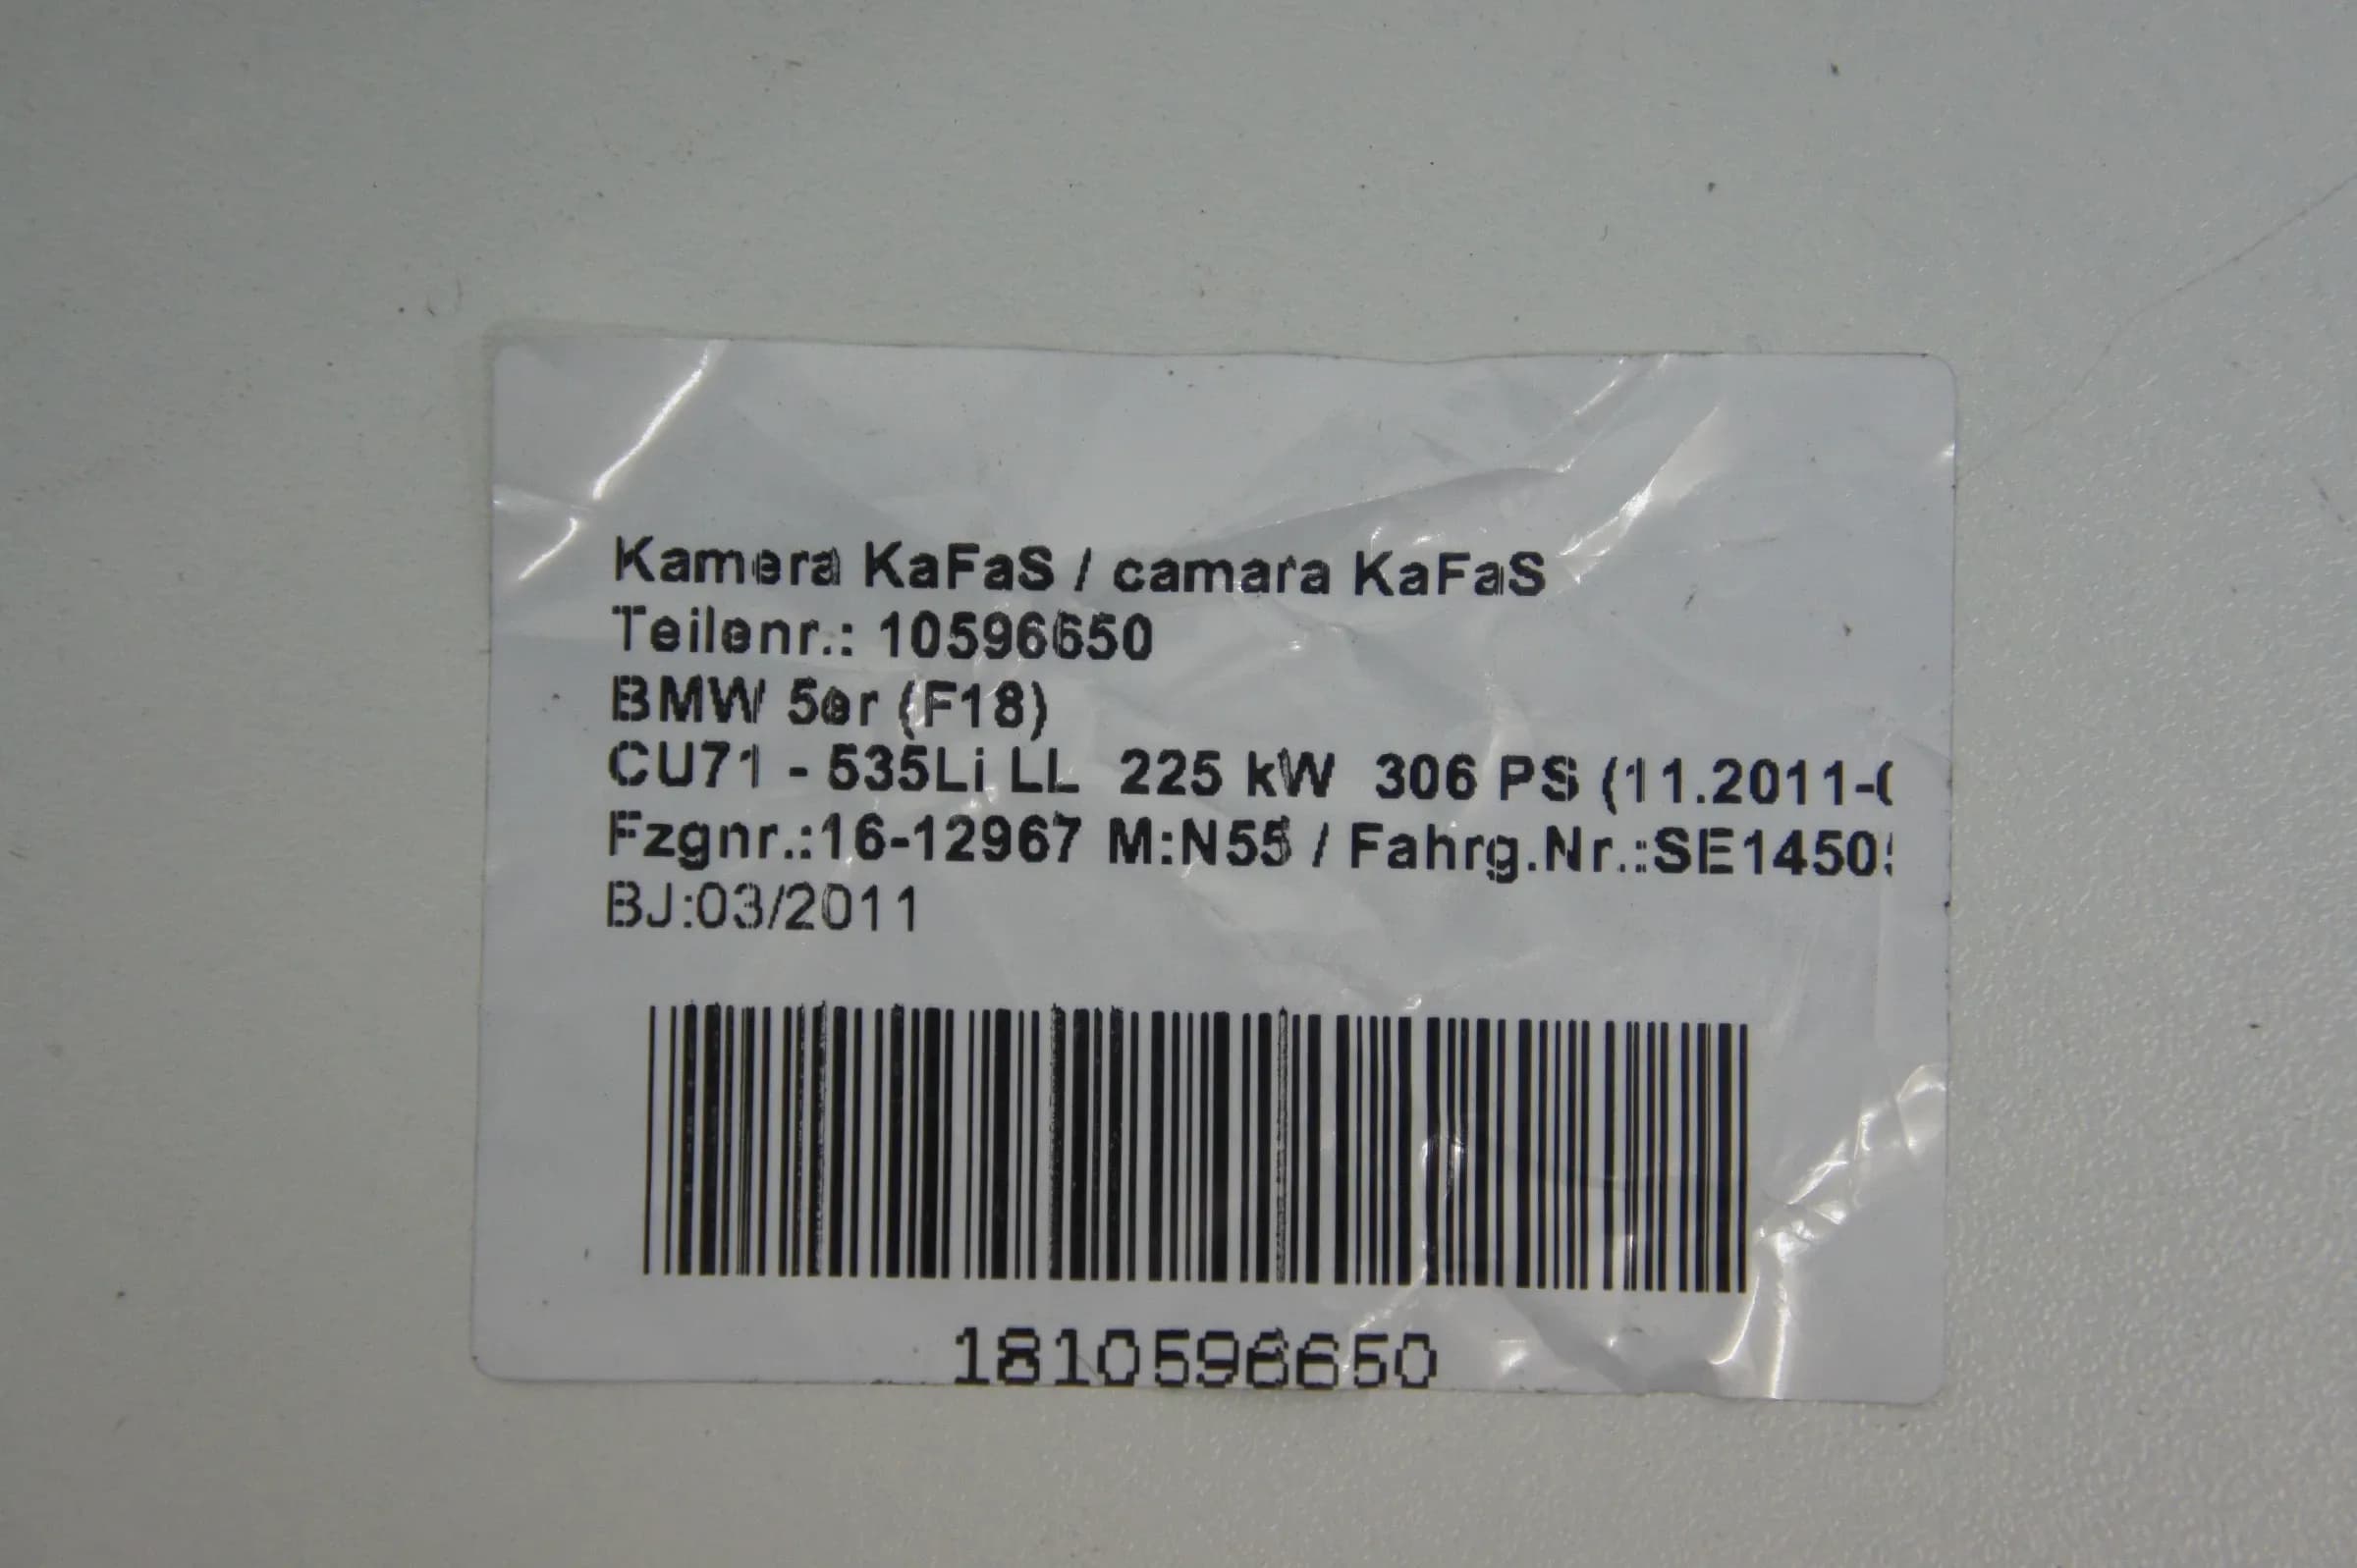 Kamera KaFaS / camara KaFaS
Teilenr.: 10596650
BMW 5er (F18)
CU71 - 535Li LL 225 kW 306 PS (11.2011-
Fzgnr.:16-12967 M:N55 / Fahrg.Nr.:SE1450
BJ:03/2011
1810596650